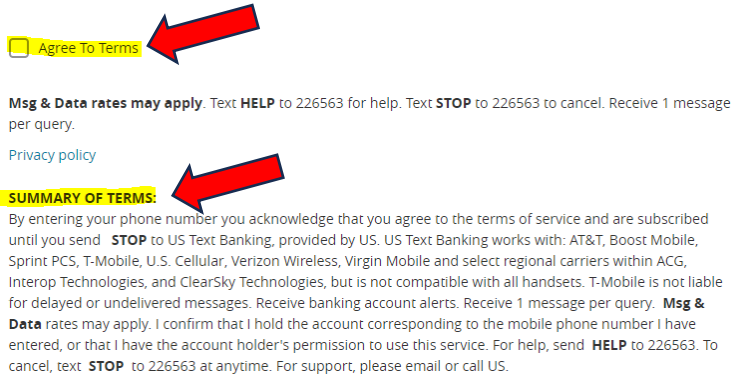 Agree To Terms
Msg & Data rates may apply. Text HELP to 226563 for help. Text STOP to 226563 to cancel. Receive 1 message
per query.
Privacy policy
SUMMARY OF TERMS:
By entering your phone number you acknowledge that you agree to the terms of service and are subscribed
until you send STOP to US Text Banking, provided by US. US Text Banking works with: AT&T, Boost Mobile,
Sprint PCS, T-Mobile, U.S. Cellular, Verizon Wireless, Virgin Mobile and select regional carriers within ACG,
Interop Technologies, and ClearSky Technologies, but is not compatible with all handsets. T-Mobile is not liable
for delayed or undelivered messages. Receive banking account alerts. Receive 1 message per query. Msg &
Data rates may apply. I confirm that I hold the account corresponding to the mobile phone number I have
entered, or that I have the account holder's permission to use this service. For help, send HELP to 226563. To
cancel, text STOP to 226563 at anytime. For support, please email or call US.